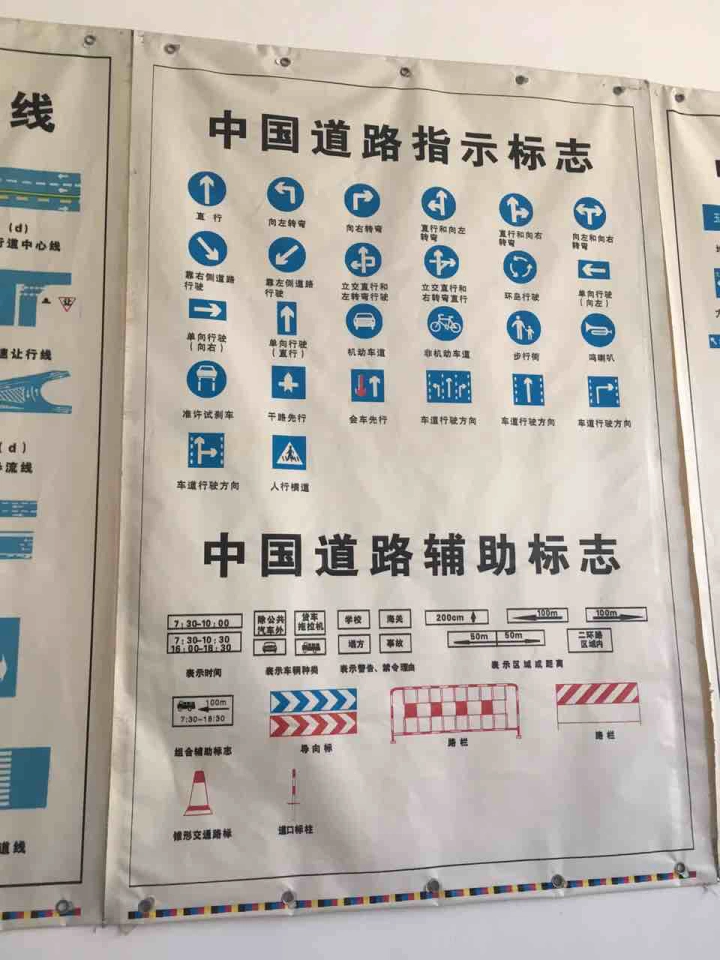 线
(d)
行道中心线
速让行线
(d)
导流线
道线
中国道路指示标志
直行
向左转弯
向右转弯
直行和向左
转弯
直行和向右
转弯
向左和向右
转弯
靠右侧道路
行驶
靠左侧道路
行驶
立交直行和
左转弯行驶
立交直行和
右转弯直行
环岛行驶
单向行驶
(向左)
单向行驶
(向右)
单向行驶
(直行)
机动车道
非机动车道
步行街
鸣喇叭
准许试刹车
干路先行
会车先行
车道行驶方向
车道行驶方向
车道行驶方向
车道行驶方向
人行横道
中国道路辅助标志
7:30-10:00
7:30-10:30
16:00-18:30
表示时间
除公共
汽车外
货车
拖拉机
表示车辆种类
学校
海关
塌方
事故
表示警告、禁令理由
200cm
100m
100m
50m 50m
二环路
区域内
表示区域或距离
100m
7:30-18:30
组合辅助标志
导向标
路栏
路栏
锥形交通路标
道口标柱